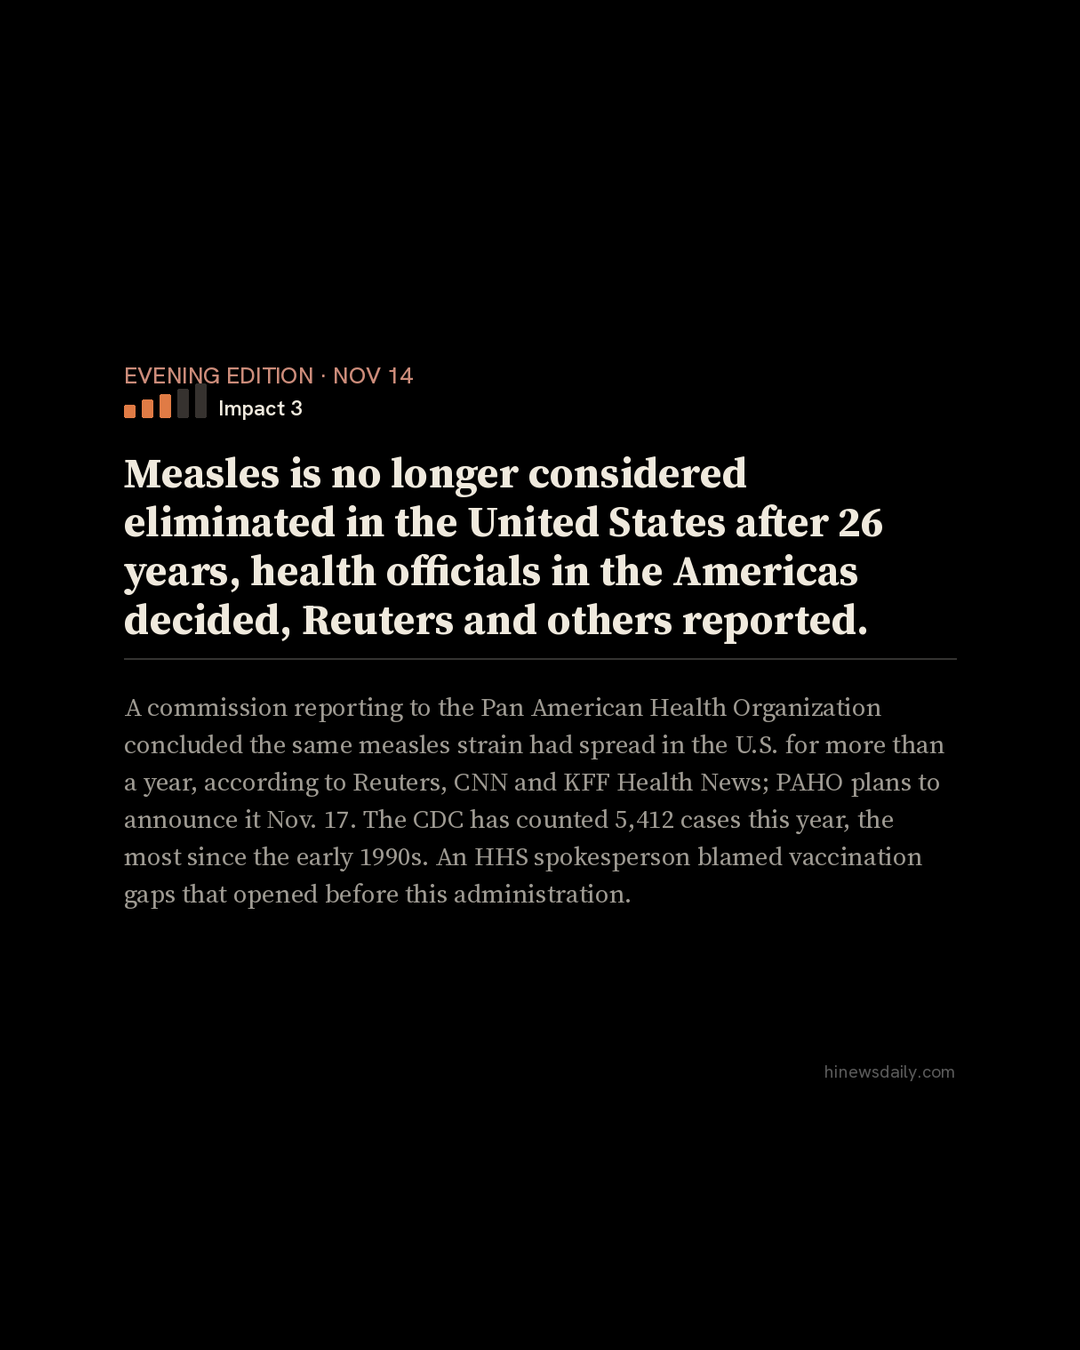 EVENING EDITION · NOV 14
Impact 3
Measles is no longer considered
eliminated in the United States after 26
years, health officials in the Americas
decided, Reuters and others reported.
A commission reporting to the Pan American Health Organization
concluded the same measles strain had spread in the U.S. for more than
a year, according to Reuters, CNN and KFF Health News; PAHO plans to
announce it Nov. 17. The CDC has counted 5,412 cases this year, the
most since the early 1990s. An HHS spokesperson blamed vaccination
gaps that opened before this administration.
hinewsdaily.com